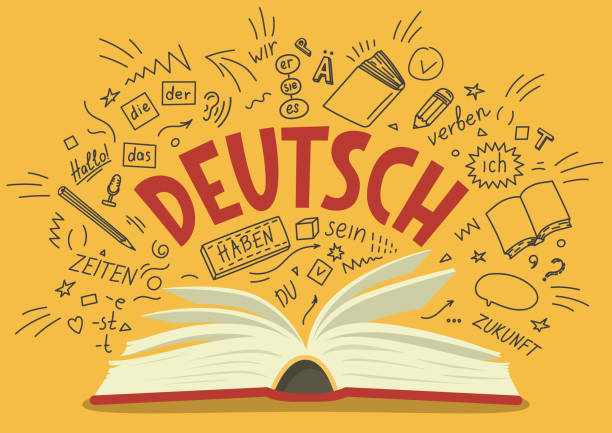 wir
er
sie
es
P
Ä
die
der
das
Hallo!
verben
T
ich
DEUTSCH
HABEN
sein
!!!
( )
( )
ZEITEN
DU
-e
-st
-t
, ?
...
ZUKUNFT